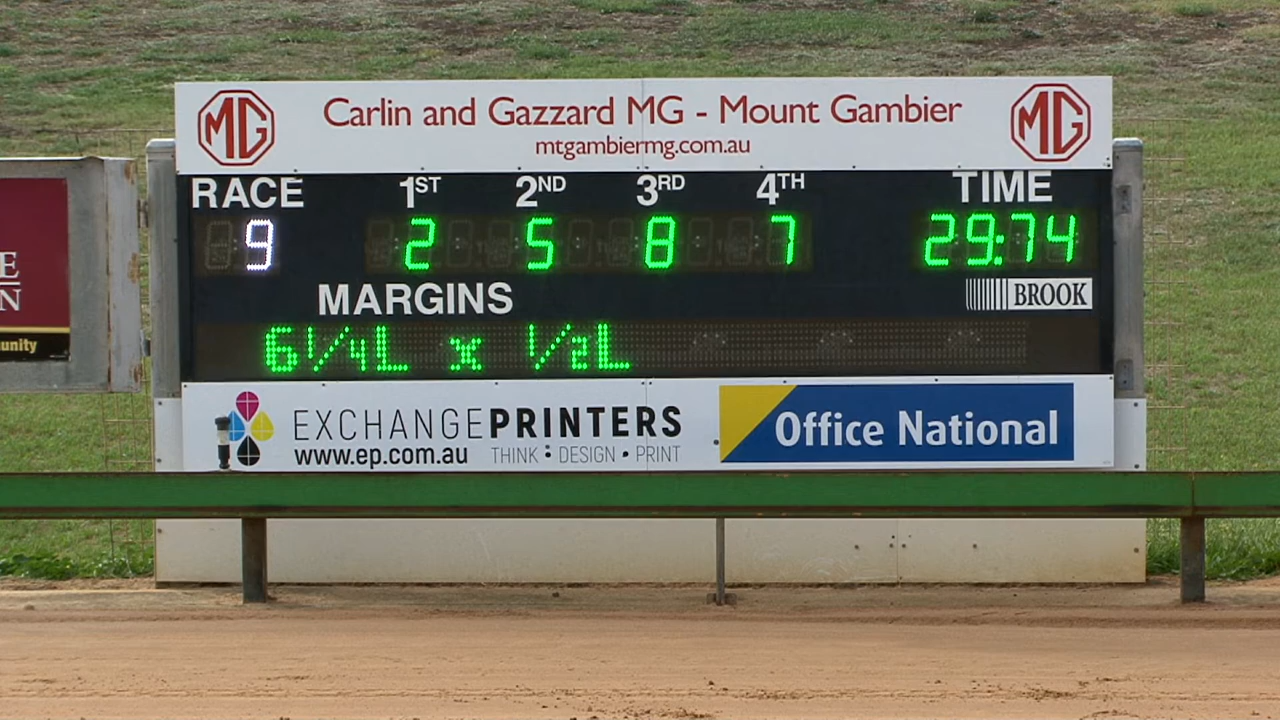 MG Carlin and Gazzard MG - Mount Gambier MG
mtgambiermg.com.au
RACE 1ST 2ND 3RD 4TH TIME
9 2 5 8 7 29:74
MARGINS
BROOK
6 1/4L x 1/2L
E
N
unity
EXCHANGEPRINTERS
www.ep.com.au THINK : DESIGN • PRINT
Office National